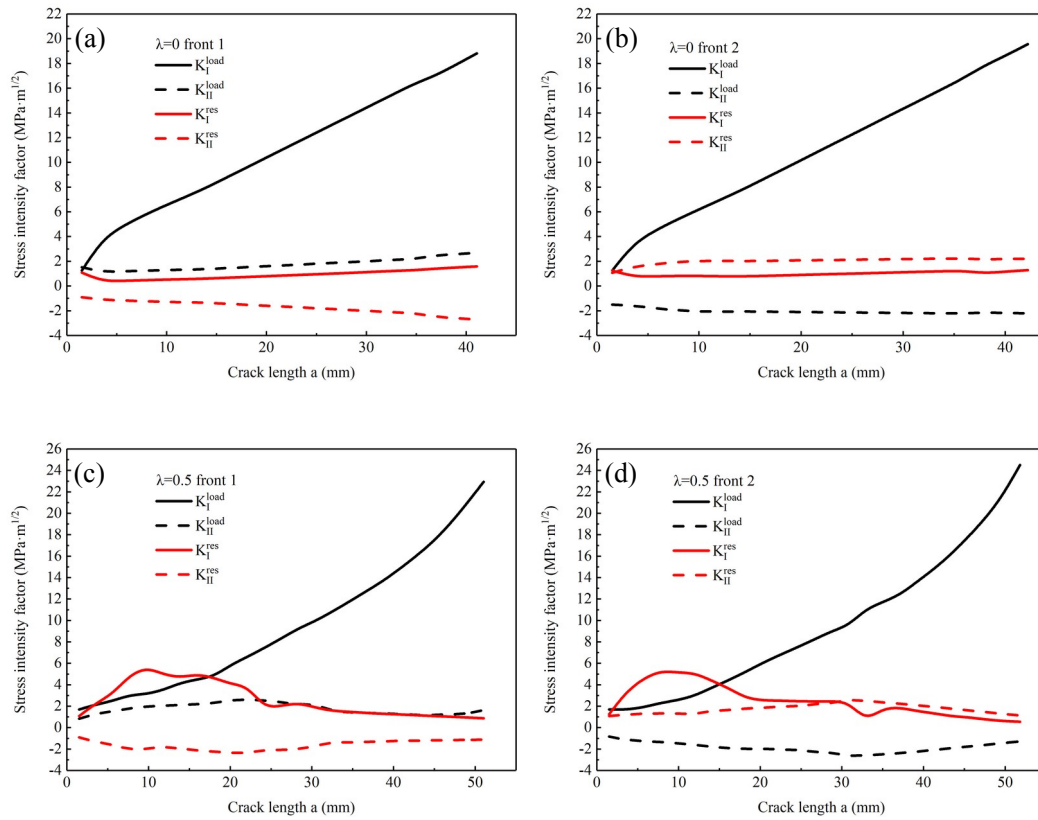 (a)
λ=0 front 1
K_I^load
K_II^load
K_I^res
K_II^res
Stress intensity factor (MPa·m^1/2)
22
20
18
16
14
12
10
8
6
4
2
0
-2
-4
0 10 20 30 40
Crack length a (mm)
(b)
λ=0 front 2
K_I^load
K_II^load
K_I^res
K_II^res
Stress intensity factor (MPa·m^1/2)
22
20
18
16
14
12
10
8
6
4
2
0
-2
-4
0 10 20 30 40
Crack length a (mm)
(c)
λ=0.5 front 1
K_I^load
K_II^load
K_I^res
K_II^res
Stress intensity factor (MPa·m^1/2)
26
24
22
20
18
16
14
12
10
8
6
4
2
0
-2
-4
0 10 20 30 40 50
Crack length a (mm)
(d)
λ=0.5 front 2
K_I^load
K_II^load
K_I^res
K_II^res
Stress intensity factor (MPa·m^1/2)
26
24
22
20
18
16
14
12
10
8
6
4
2
0
-2
-4
0 10 20 30 40 50
Crack length a (mm)